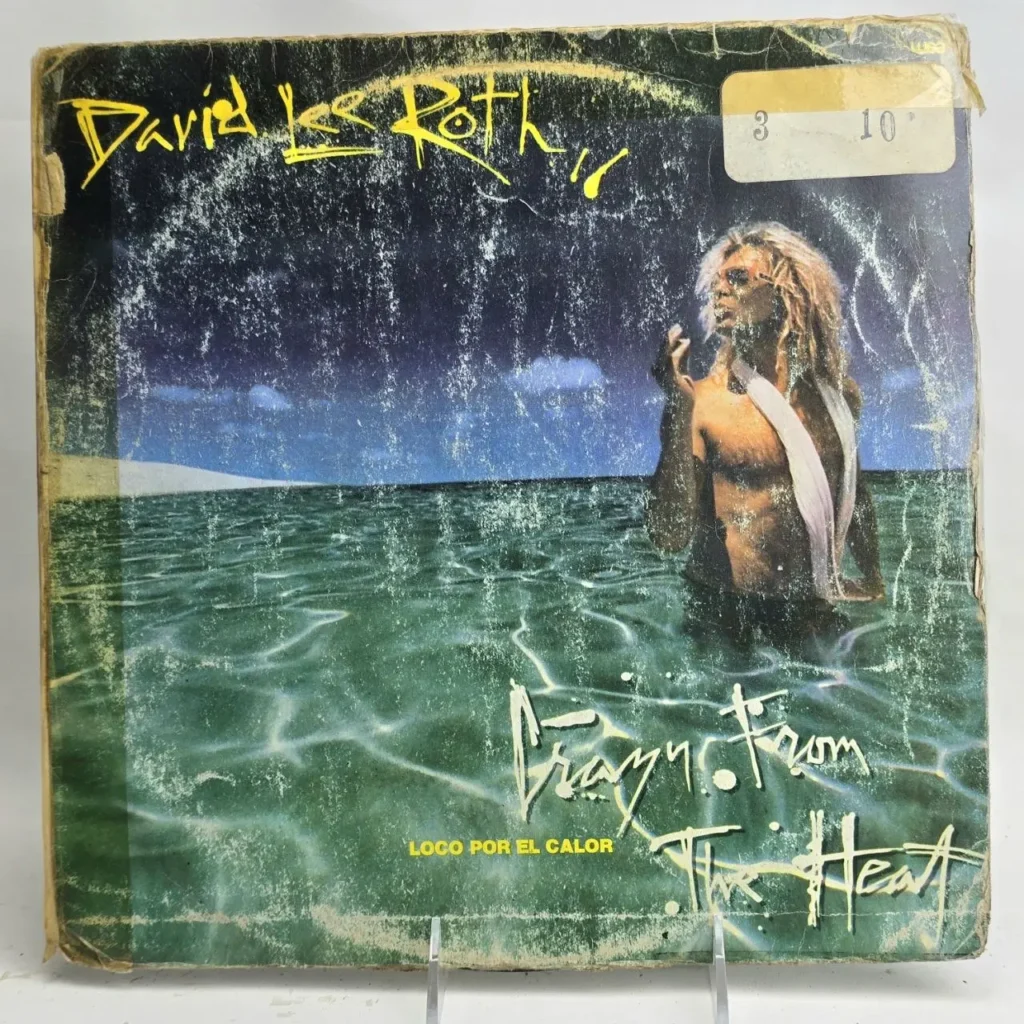 David Lee Roth
3 10
Crazy From
The Heat
LOCO POR EL CALOR